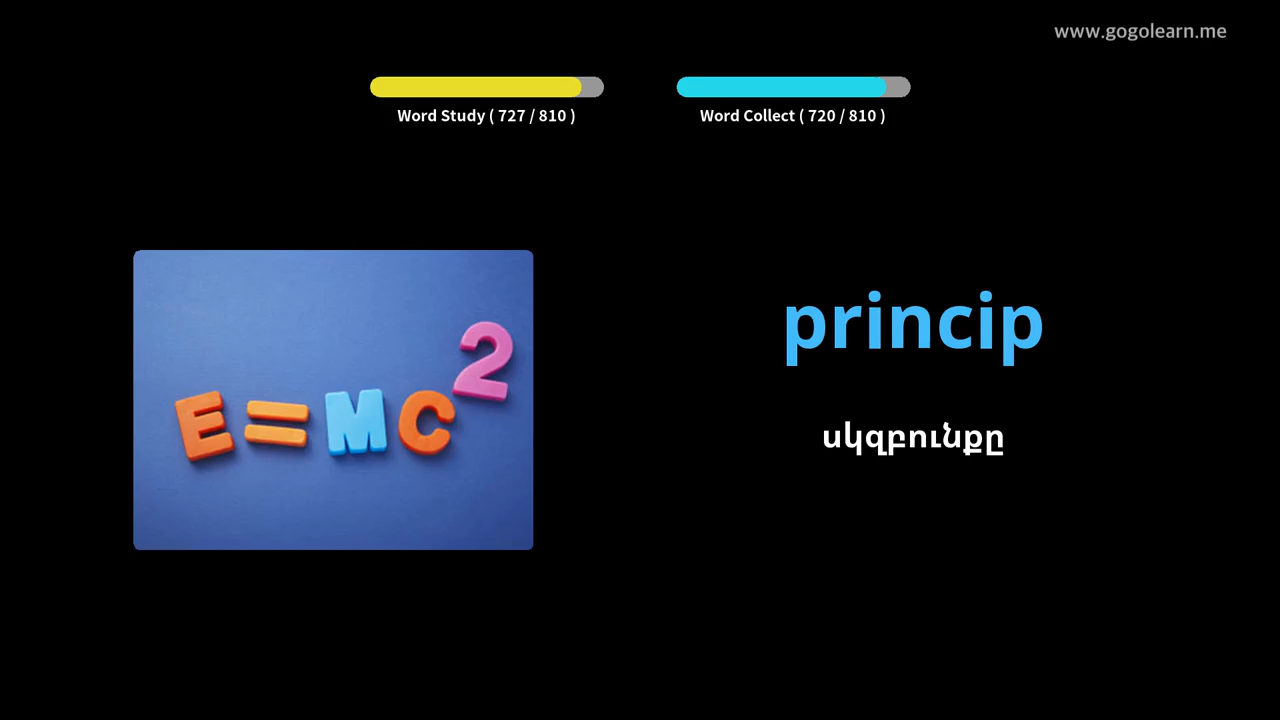 www.gogolearn.me
Word Study ( 727 / 810 )
Word Collect ( 720 / 810 )
E=MC2
princip
սկզբունքը